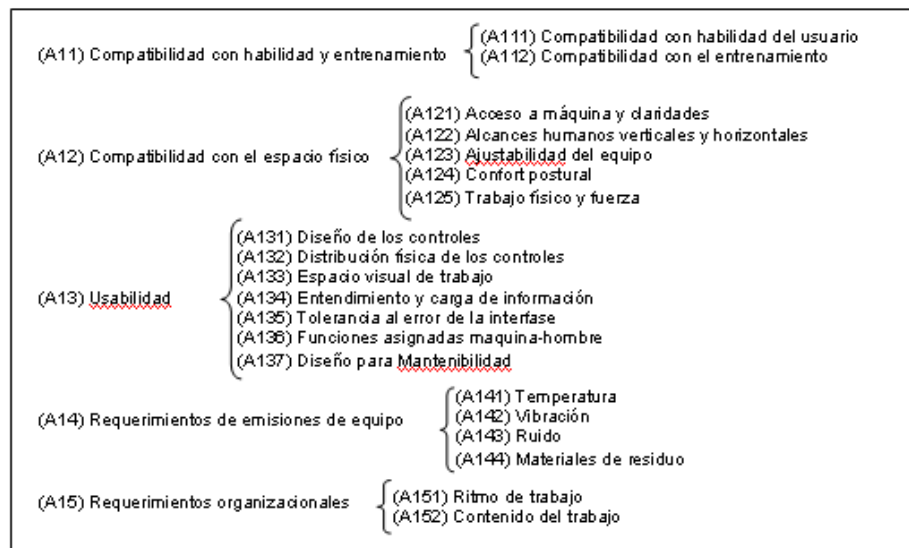 (A11) Compatibilidad con habilidad y entrenamiento
(A111) Compatibilidad con habilidad del usuario
(A112) Compatibilidad con el entrenamiento
(A12) Compatibilidad con el espacio físico
(A121) Acceso a máquina y claridades
(A122) Alcances humanos verticales y horizontales
(A123) Ajustabilidad del equipo
(A124) Confort postural
(A125) Trabajo físico y fuerza
(A13) Usabilidad
(A131) Diseño de los controles
(A132) Distribución física de los controles
(A133) Espacio visual de trabajo
(A134) Entendimiento y carga de información
(A135) Tolerancia al error de la interfase
(A136) Funciones asignadas maquina-hombre
(A137) Diseño para Mantenibilidad
(A14) Requerimientos de emisiones de equipo
(A141) Temperatura
(A142) Vibración
(A143) Ruido
(A144) Materiales de residuo
(A15) Requerimientos organizacionales
(A151) Ritmo de trabajo
(A152) Contenido del trabajo